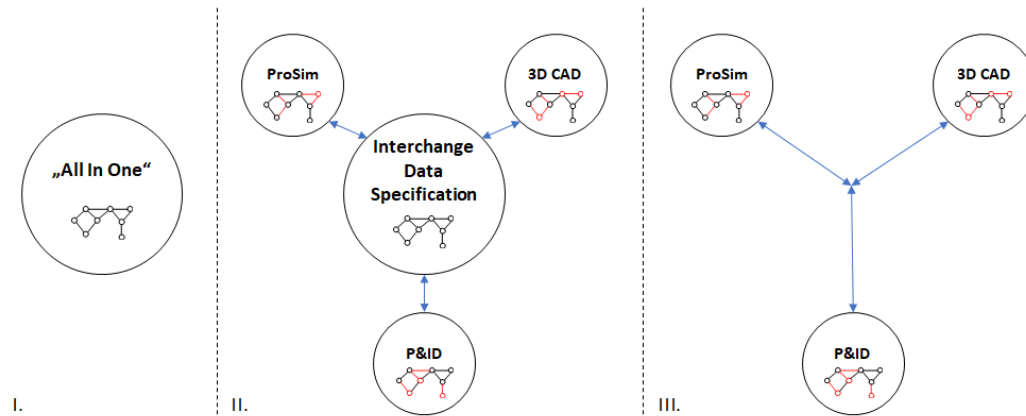 „All In One“
I.
ProSim
3D CAD
Interchange
Data
Specification
P&ID
II.
ProSim
3D CAD
P&ID
III.